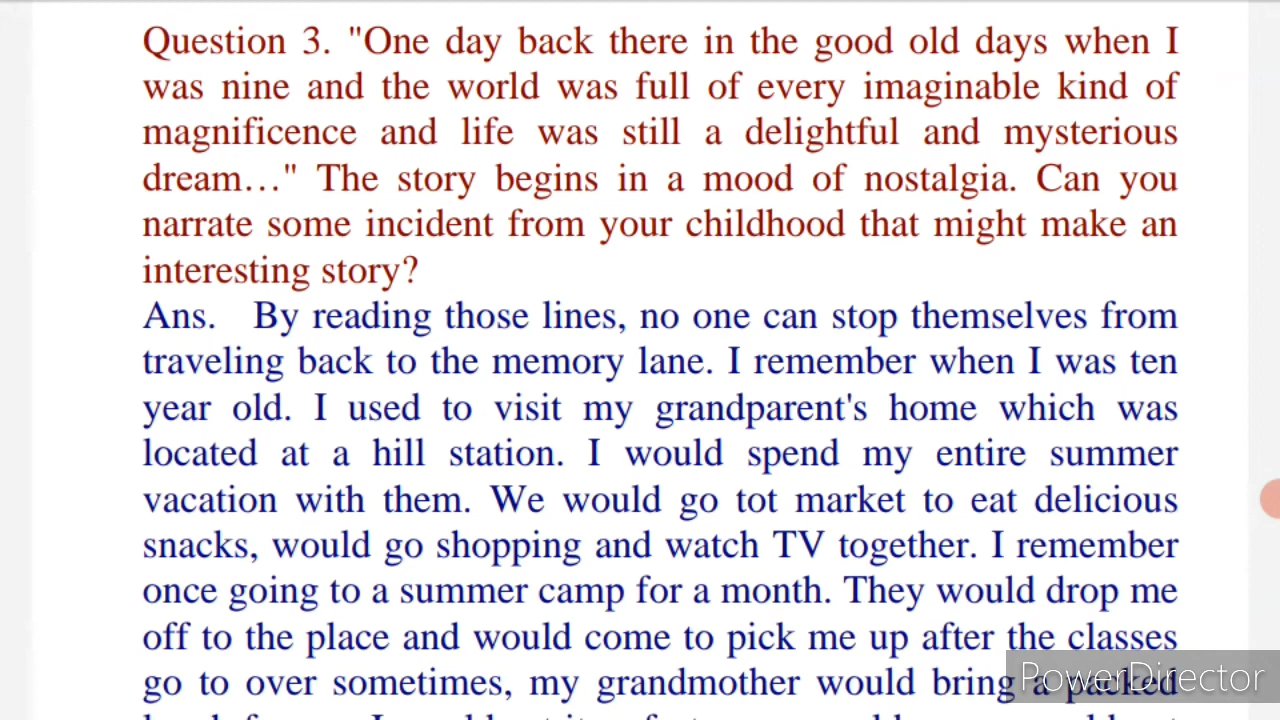 Question 3. "One day back there in the good old days when I
was nine and the world was full of every imaginable kind of
magnificence and life was still a delightful and mysterious
dream…" The story begins in a mood of nostalgia. Can you
narrate some incident from your childhood that might make an
interesting story?
Ans. By reading those lines, no one can stop themselves from
traveling back to the memory lane. I remember when I was ten
year old. I used to visit my grandparent's home which was
located at a hill station. I would spend my entire summer
vacation with them. We would go tot market to eat delicious
snacks, would go shopping and watch TV together. I remember
once going to a summer camp for a month. They would drop me
off to the place and would come to pick me up after the classes
go to over sometimes, my grandmother would bring a packed
PowerDirector